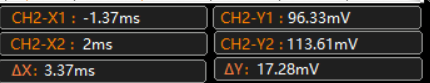 CH2-X1 : -1.37ms CH2-Y1 : 96.33mV
CH2-X2 : 2ms CH2-Y2 : 113.61mV
ΔX: 3.37ms ΔY: 17.28mV